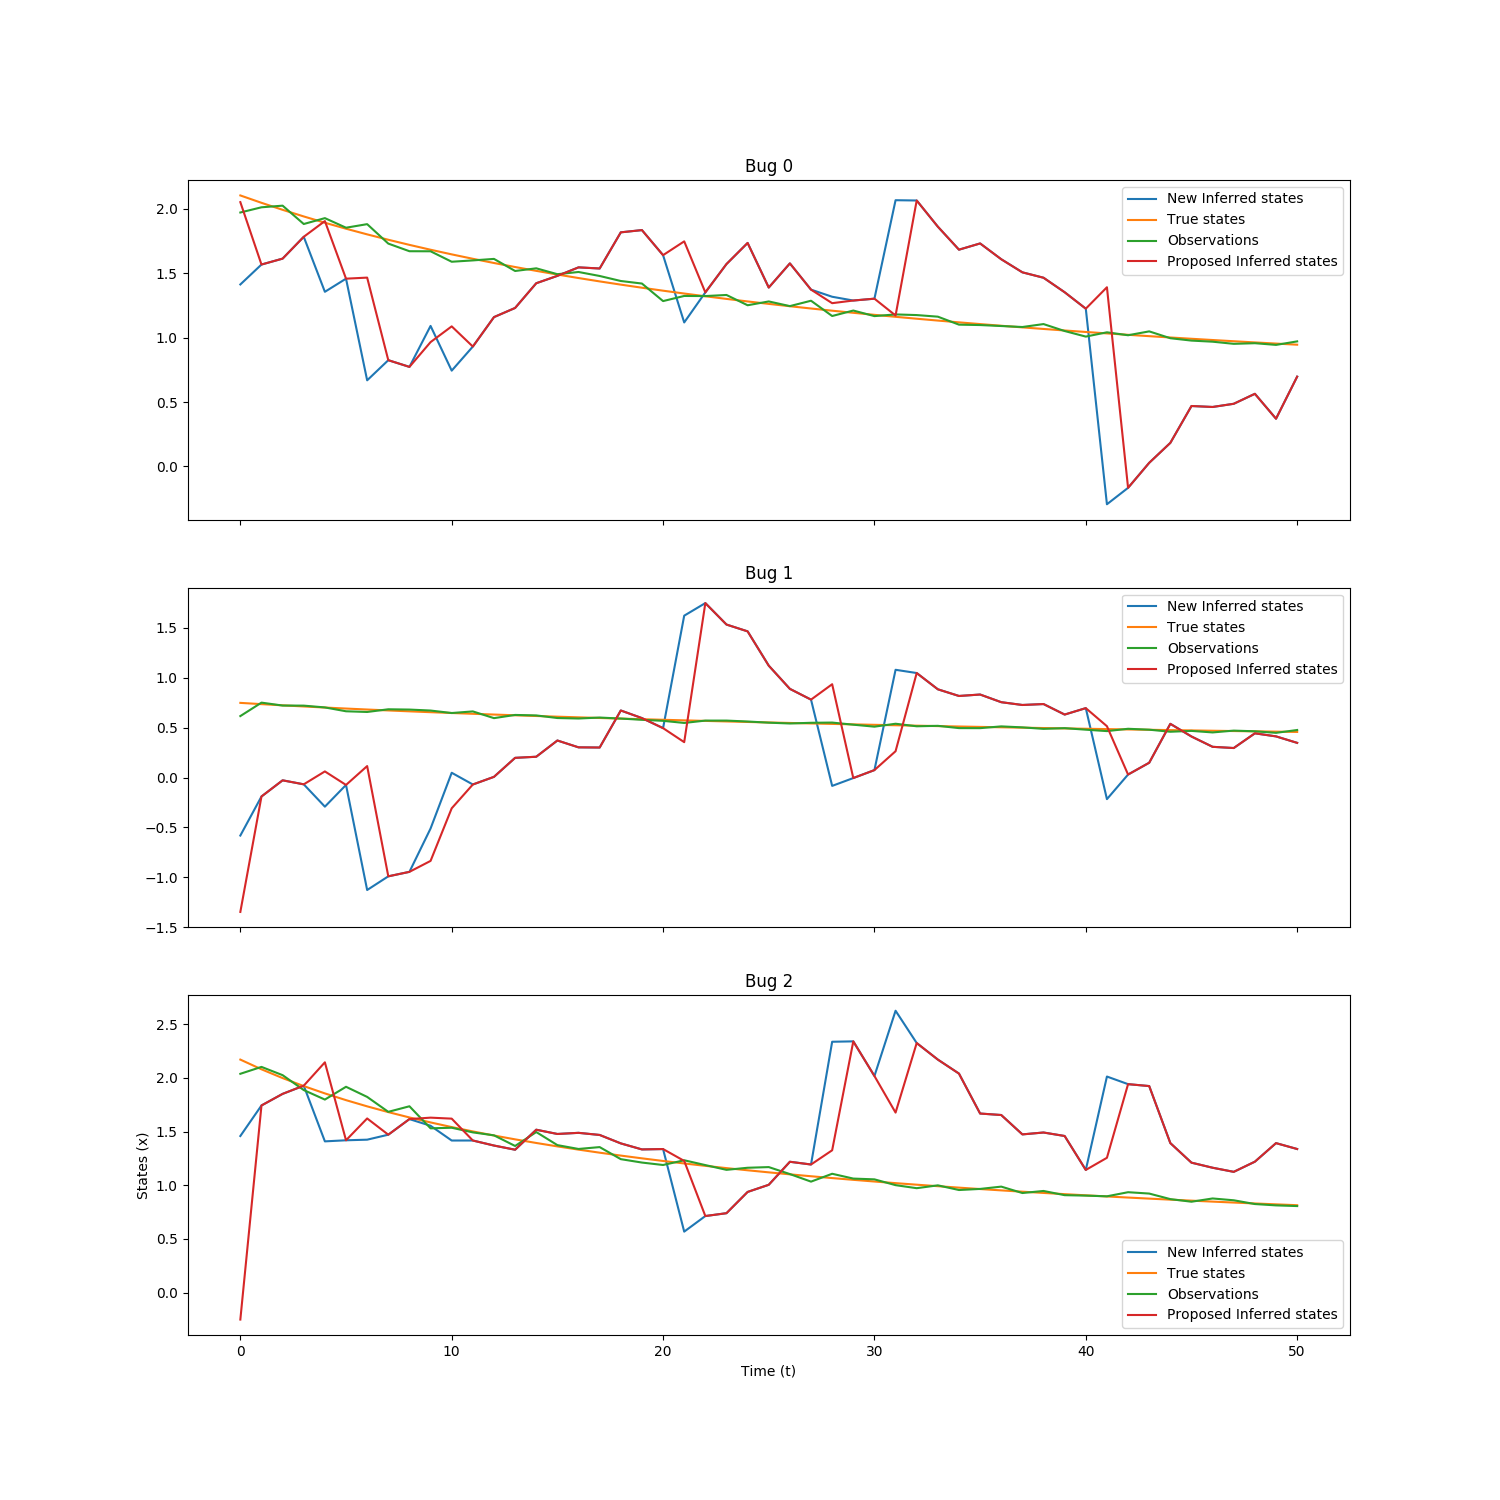 Bug 0
2.0
1.5
1.0
0.5
0.0
New Inferred states
True states
Observations
Proposed Inferred states
Bug 1
1.5
1.0
0.5
0.0
−0.5
−1.0
−1.5
New Inferred states
True states
Observations
Proposed Inferred states
Bug 2
2.5
2.0
1.5
1.0
0.5
0.0
States (x)
New Inferred states
True states
Observations
Proposed Inferred states
0 10 20 30 40 50
Time (t)